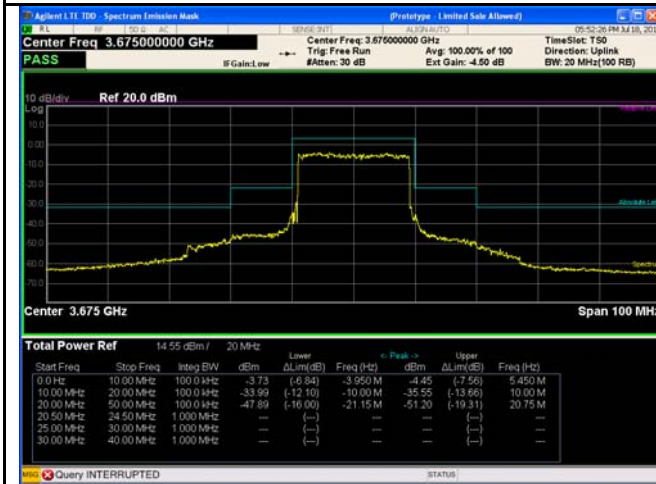 Agilent LTE TDD - Spectrum Emission Mask (Prototype - Limited Sale Allowed)
RL RF 50 Ω AC SENSE:INT ALIGN AUTO 05:52:26 PM Jul 18, 201
Center Freq 3.675000000 GHz Center Freq: 3.675000000 GHz TimeSlot: TS0
Trig: Free Run Avg: 100.00% of 100 Direction: Uplink
PASS IFGain:Low #Atten: 30 dB Ext Gain: -4.50 dB BW: 20 MHz(100 RB)
10 dB/div Ref 20.0 dBm
Log
10.0
0.00
-10.0
-20.0
-30.0 Absolute Lim
-40.0
-50.0
-60.0 Spectru
-70.0
Center 3.675 GHz Span 100 MHz
Total Power Ref 14.55 dBm / 20 MHz
Lower <- Peak -> Upper
Start Freq Stop Freq Integ BW dBm ΔLim(dB) Freq (Hz) dBm ΔLim(dB) Freq (Hz)
0.0 Hz 10.00 MHz 100.0 kHz -3.73 (-6.84) -3.950 M -4.45 (-7.56) 5.450 M
10.00 MHz 20.00 MHz 100.0 kHz -33.99 (-12.10) -10.00 M -35.55 (-13.66) 10.00 M
20.00 MHz 50.00 MHz 100.0 kHz -47.89 (-16.00) -21.15 M -51.20 (-19.31) 20.75 M
20.50 MHz 24.50 MHz 1.000 MHz --- (---) --- (---)
25.00 MHz 30.00 MHz 1.000 MHz --- (---) --- (---)
30.00 MHz 40.00 MHz 1.000 MHz --- (---) --- (---)
MSG Query INTERRUPTED STATUS